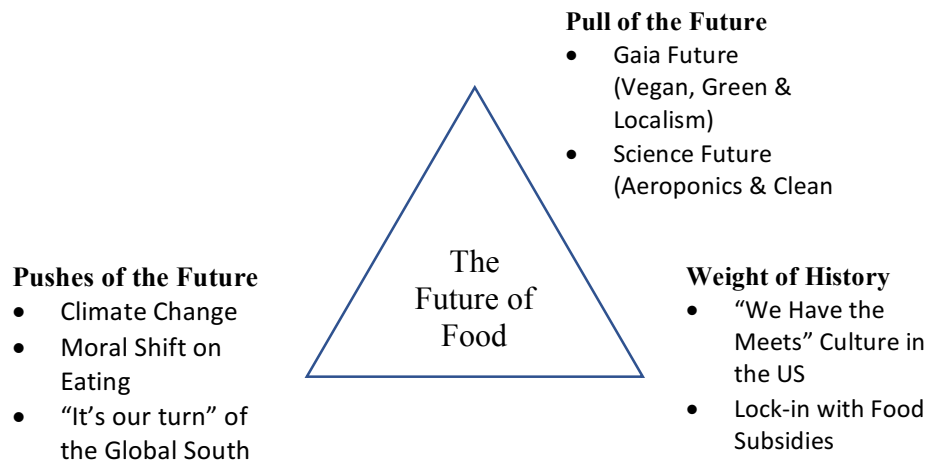 Pull of the Future
• Gaia Future
(Vegan, Green &
Localism)
• Science Future
(Aeroponics & Clean
The
Future of
Food
Pushes of the Future
• Climate Change
• Moral Shift on
Eating
• “It’s our turn” of
the Global South
Weight of History
• “We Have the
Meets” Culture in
the US
• Lock-in with Food
Subsidies